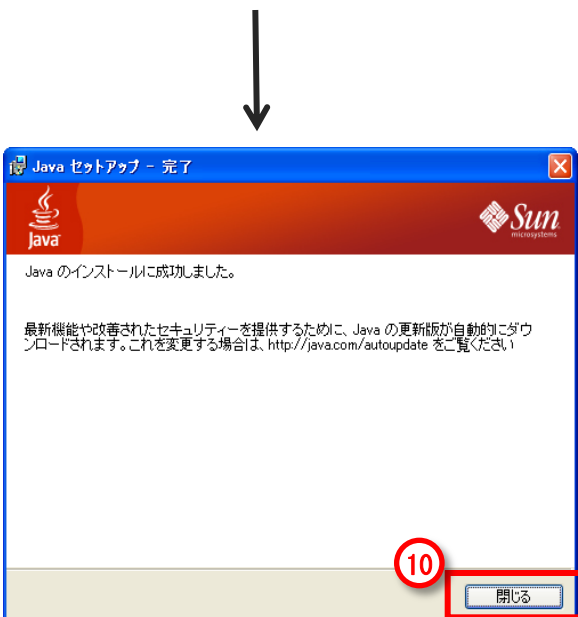 Java セットアップ - 完了
Java
Sun
microsystems
Java のインストールに成功しました。
最新機能や改善されたセキュリティーを提供するために、Java の更新版が自動的にダウ
ンロードされます。これを変更する場合は、http://java.com/autoupdate をご覧ください
10
閉じる